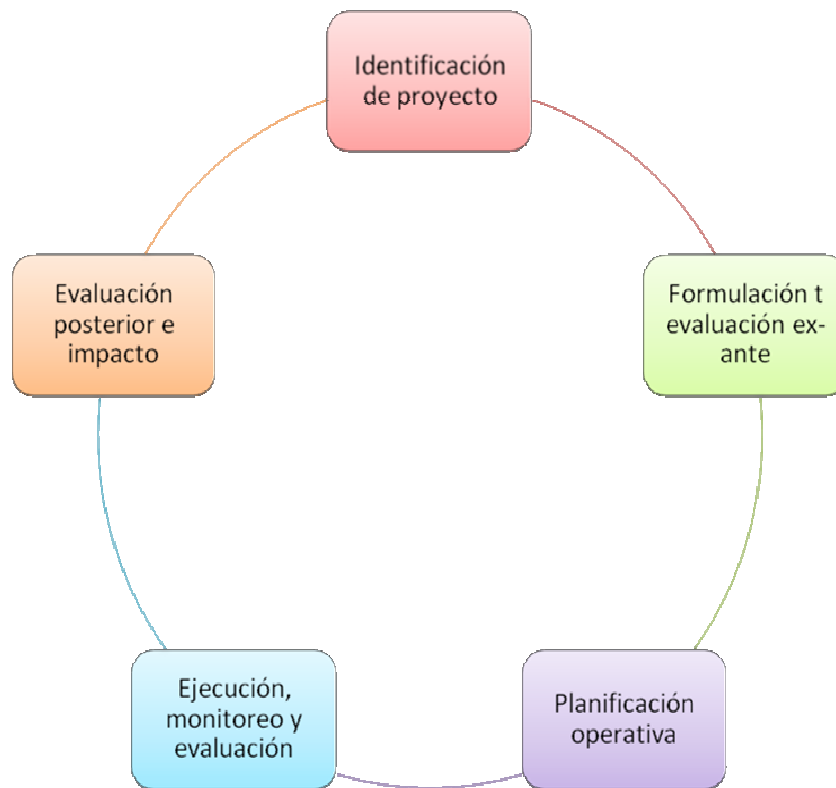 Identificación
de proyecto
Formulación t
evaluación ex-
ante
Planificación
operativa
Ejecución,
monitoreo y
evaluación
Evaluación
posterior e
impacto